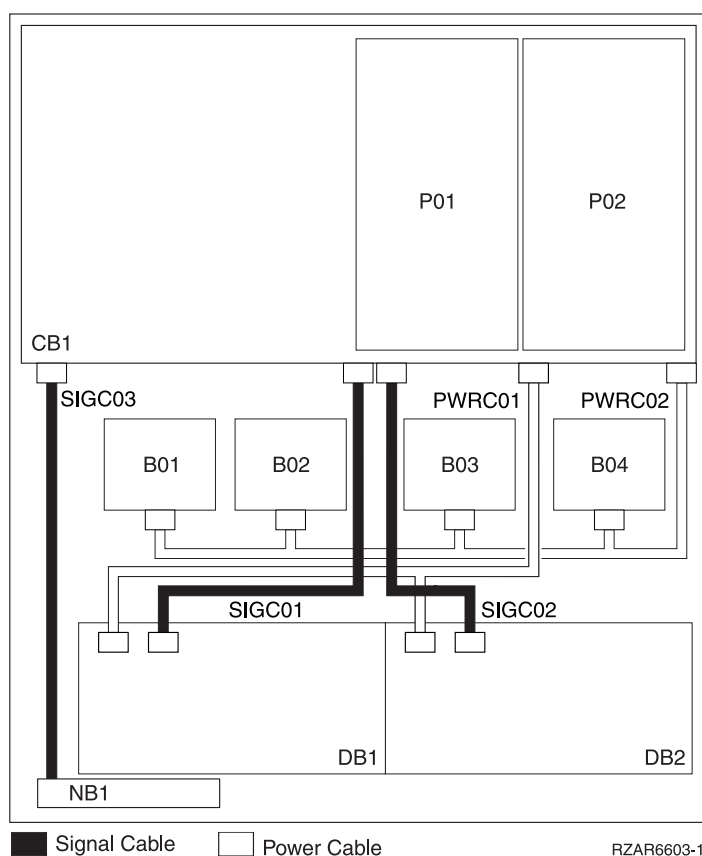 P01
P02
CB1
SIGC03
PWRC01
PWRC02
B01
B02
B03
B04
SIGC01
SIGC02
DB1
DB2
NB1
Signal Cable
Power Cable
RZAR6603-1